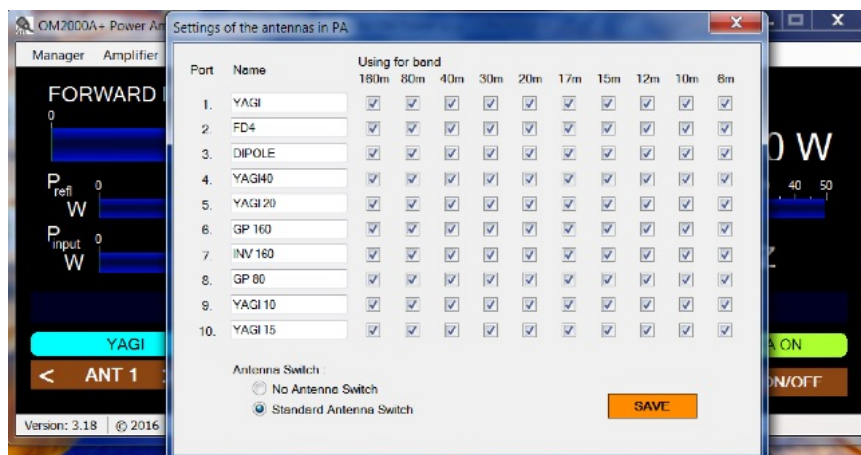 OM2000A+ Power Am
Settings of the antennas in PA
Manager Amplifier
Port Name Using for band
160m 80m 40m 30m 20m 17m 15m 12m 10m 6m
FORWARD
0
1. YAGI
2. FD4
3. DIPOLE
4. YAGI40
5. YAGI 20
6. GP 160
7. INV 160
8. GP 80
9. YAGI 10
10. YAGI 15
0 W
P refl 0
W
40 50
P input 0
W
Z
YAGI
A ON
< ANT 1
ON/OFF
Antenna Switch :
No Antenna Switch
Standard Antenna Switch
SAVE
Version: 3.18 © 2016